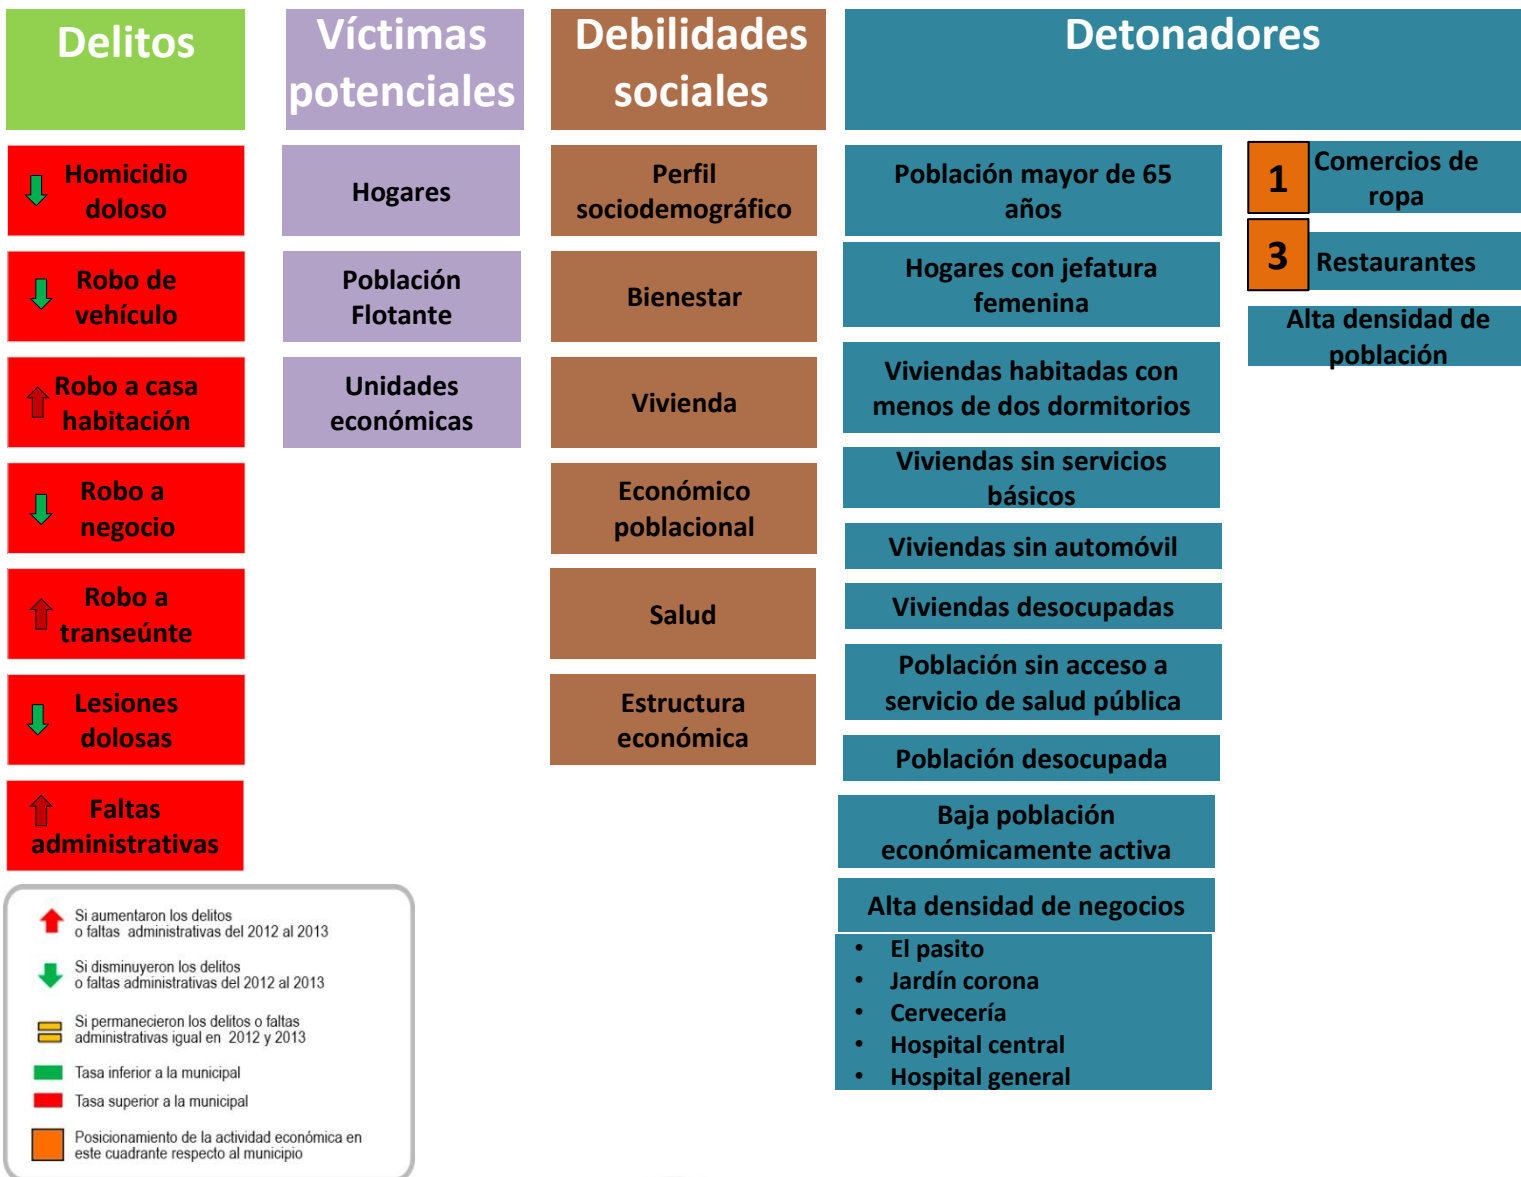 Delitos
Homicidio
doloso
Robo de
vehículo
Robo a casa
habitación
Robo a
negocio
Robo a
transeúnte
Lesiones
dolosas
Faltas
administrativas
Víctimas
potenciales
Hogares
Población
Flotante
Unidades
económicas
Debilidades
sociales
Perfil
sociodemográfico
Bienestar
Vivienda
Económico
poblacional
Salud
Estructura
económica
Detonadores
Población mayor de 65
años
Hogares con jefatura
femenina
Viviendas habitadas con
menos de dos dormitorios
Viviendas sin servicios
básicos
Viviendas sin automóvil
Viviendas desocupadas
Población sin acceso a
servicio de salud pública
Población desocupada
Baja población
económicamente activa
Alta densidad de negocios
• El pasito
• Jardín corona
• Cervecería
• Hospital central
• Hospital general
1
Comercios de
ropa
3
Restaurantes
Alta densidad de
población
Si aumentaron los delitos
o faltas administrativas del 2012 al 2013
Si disminuyeron los delitos
o faltas administrativas del 2012 al 2013
Si permanecieron los delitos o faltas
administrativas igual en 2012 y 2013
Tasa inferior a la municipal
Tasa superior a la municipal
Posicionamiento de la actividad económica en
este cuadrante respecto al municipio